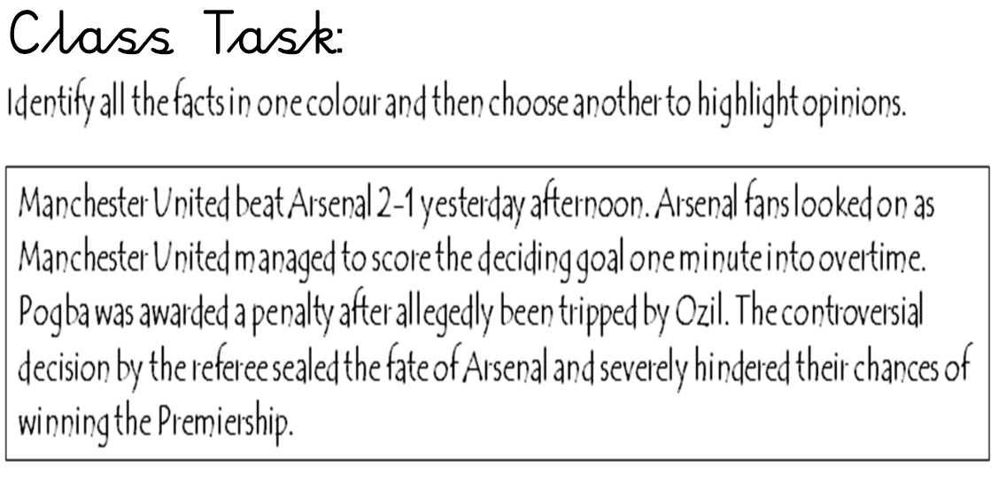 Class Task:
Identify all the facts in one colour and then choose another to highlight opinions.
Manchester United beat Arsenal 2-1 yesterday afternoon. Arsenal fans looked on as
Manchester United managed to score the deciding goal one minute into overtime.
Pogba was awarded a penalty after allegedly been tripped by Ozil. The controversial
decision by the referee sealed the fate of Arsenal and severely hindered their chances of
winning the Premiership.